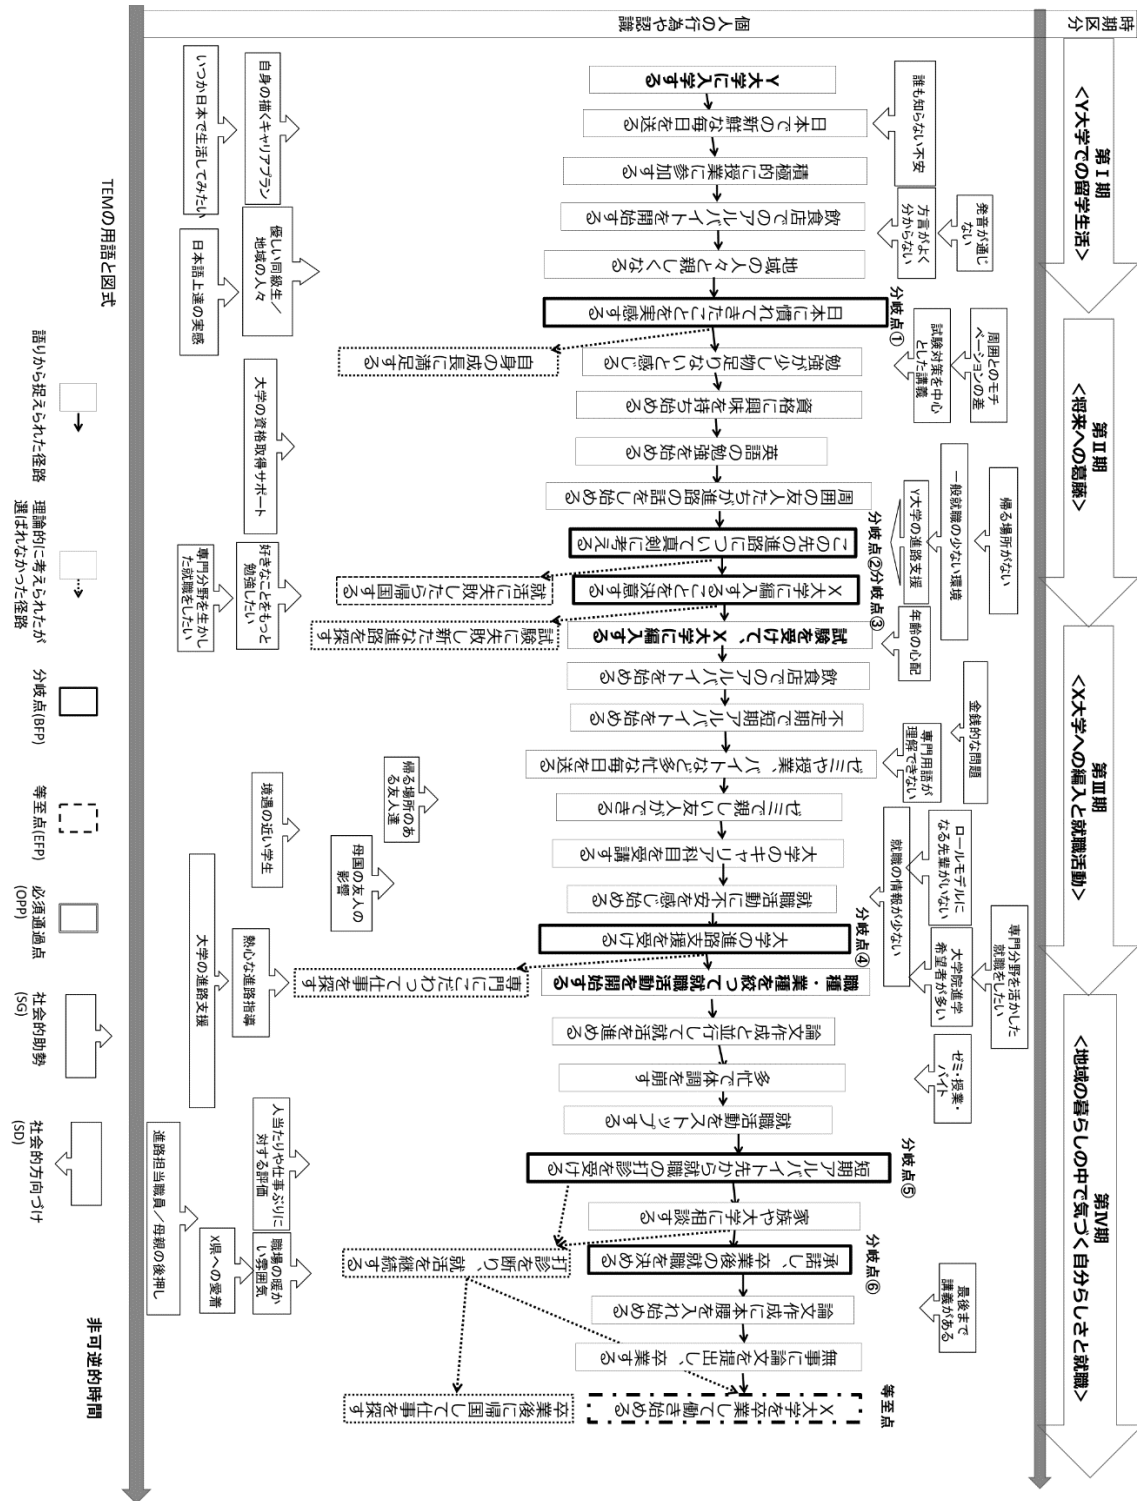 時期区分
個人の行為や認識
第Ⅰ期
<Y大学での留学生活>
第Ⅱ期
<将来への葛藤>
第Ⅲ期
<X大学への編入と就職活動>
第Ⅳ期
<地域の暮らしの中で気づく自分らしさと就職>
誰も知らない不安
発音が通じ
ない
方言がよく
分からない
周囲とのモチ
ベーションの差
試験対策を中心
とした講義
帰る場所がない
一般就職の少ない環境
Y大学の進路支援
年齢の心配
金銭的な問題
専門用語が
理解できない
ロールモデルに
なる先輩がいない
就職の情報が少ない
専門分野を活かした
就職をしたい
大学院進学
希望者が多い
ゼミ・授業・
バイト
最後まで
講義がある
Y大学に入学する
日本での新鮮な毎日を送る
積極的に授業に参加する
飲食店でのアルバイトを開始する
地域の人々と親しくなる
日本に慣れてきたことを実感する
分岐点①
勉強が少し物足りないと感じる
自身の成長に満足する
資格に興味を持ち始める
英語の勉強を始める
周囲の友人たちが進路の話をし始める
この先の進路について真剣に考える
分岐点②
X大学に編入することを決意する
分岐点③
就活に失敗したら帰国する
試験を受けて、X大学に編入する
試験に失敗し新たな進路を探す
飲食店でのアルバイトを始める
不定期で短期アルバイトを始める
ゼミや授業、バイトなど多忙な毎日を送る
ゼミで親しい友人ができる
大学のキャリア科目を受講する
就職活動に不安を感じ始める
大学の進路支援を受ける
分岐点④
職種・業種を絞って就職活動を開始する
専門にこだわって仕事を探す
論文作成と並行して就活を進める
多忙で体調を崩す
就職活動をストップする
短期アルバイト先から就職の打診を受ける
分岐点⑤
家族や大学に相談する
承諾し、卒業後の就職を決める
分岐点⑥
打診を断り、就活を継続する
論文作成に本腰を入れ始める
無事に論文を提出し、卒業する
X大学を卒業して働き始める
等至点
卒業後に帰国して仕事を探す
自身の描くキャリアプラン
いつか日本で生活してみたい
優しい同級生／
地域の人々
日本語上達の実感
大学の資格取得サポート
好きなことをもっと
勉強したい
専門分野を生かし
た就職をしたい
帰る場所のあ
る友人達
境遇の近い学生
母国の友人の
影響
熱心な進路指導
大学の進路支援
人当たりや仕事ぶりに
対する評価
進路担当職員／母親の後押し
職場の暖か
い雰囲気
X県への愛着
TEMの用語と図式
語りから捉えられた径路
理論的に考えられたが
選ばれなかった径路
分岐点(BFP)
等至点(EFP)
必須通過点
(OPP)
社会的助勢
(SG)
社会的方向づけ
(SD)
非可逆的時間